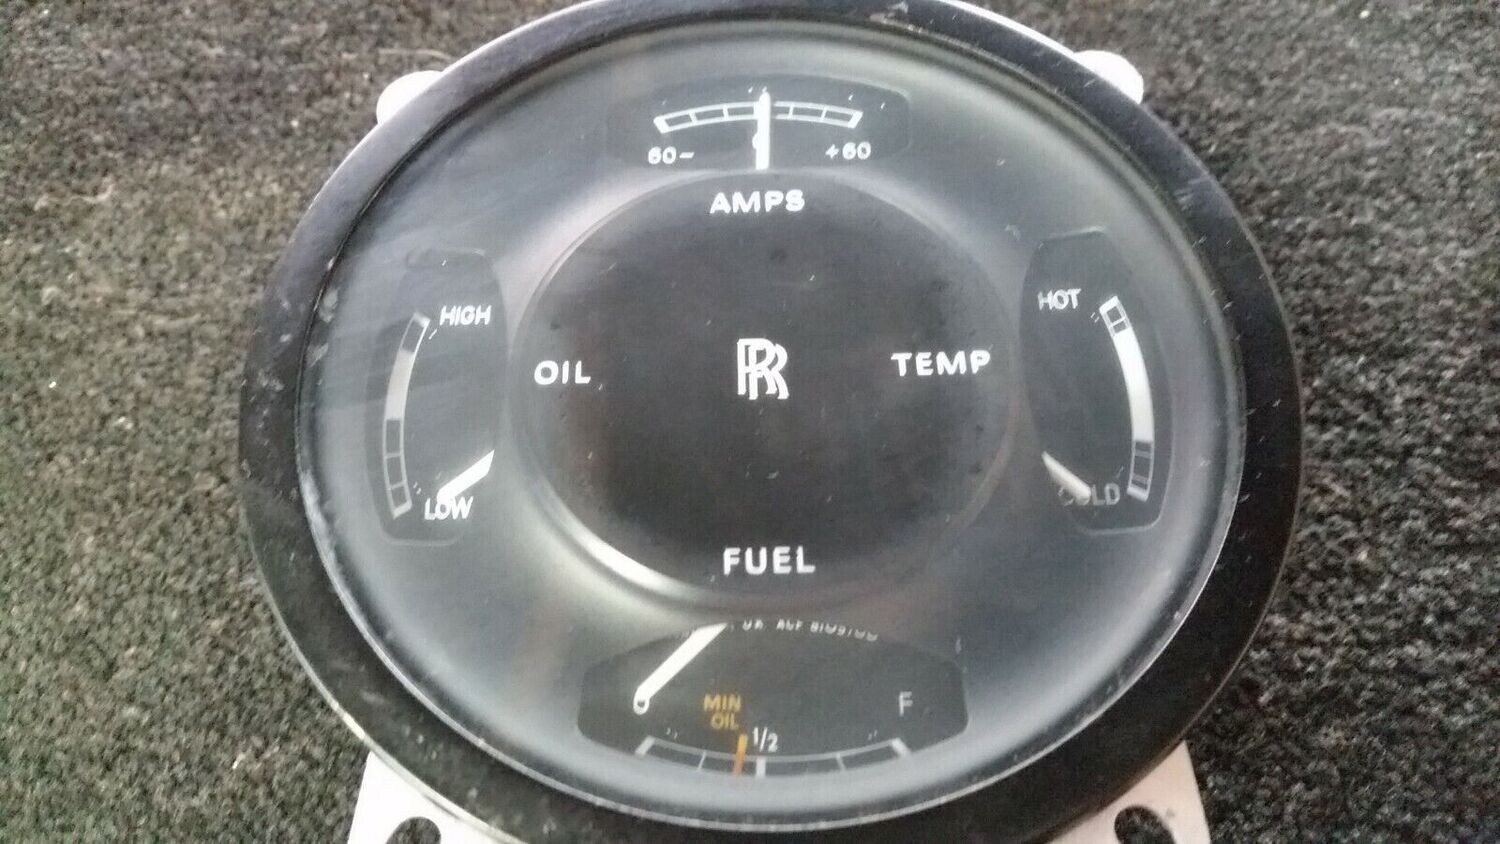 60- +60
AMPS
HIGH
HOT
OIL
RR
TEMP
LOW
COLD
FUEL
MIN
OIL
F
1/2